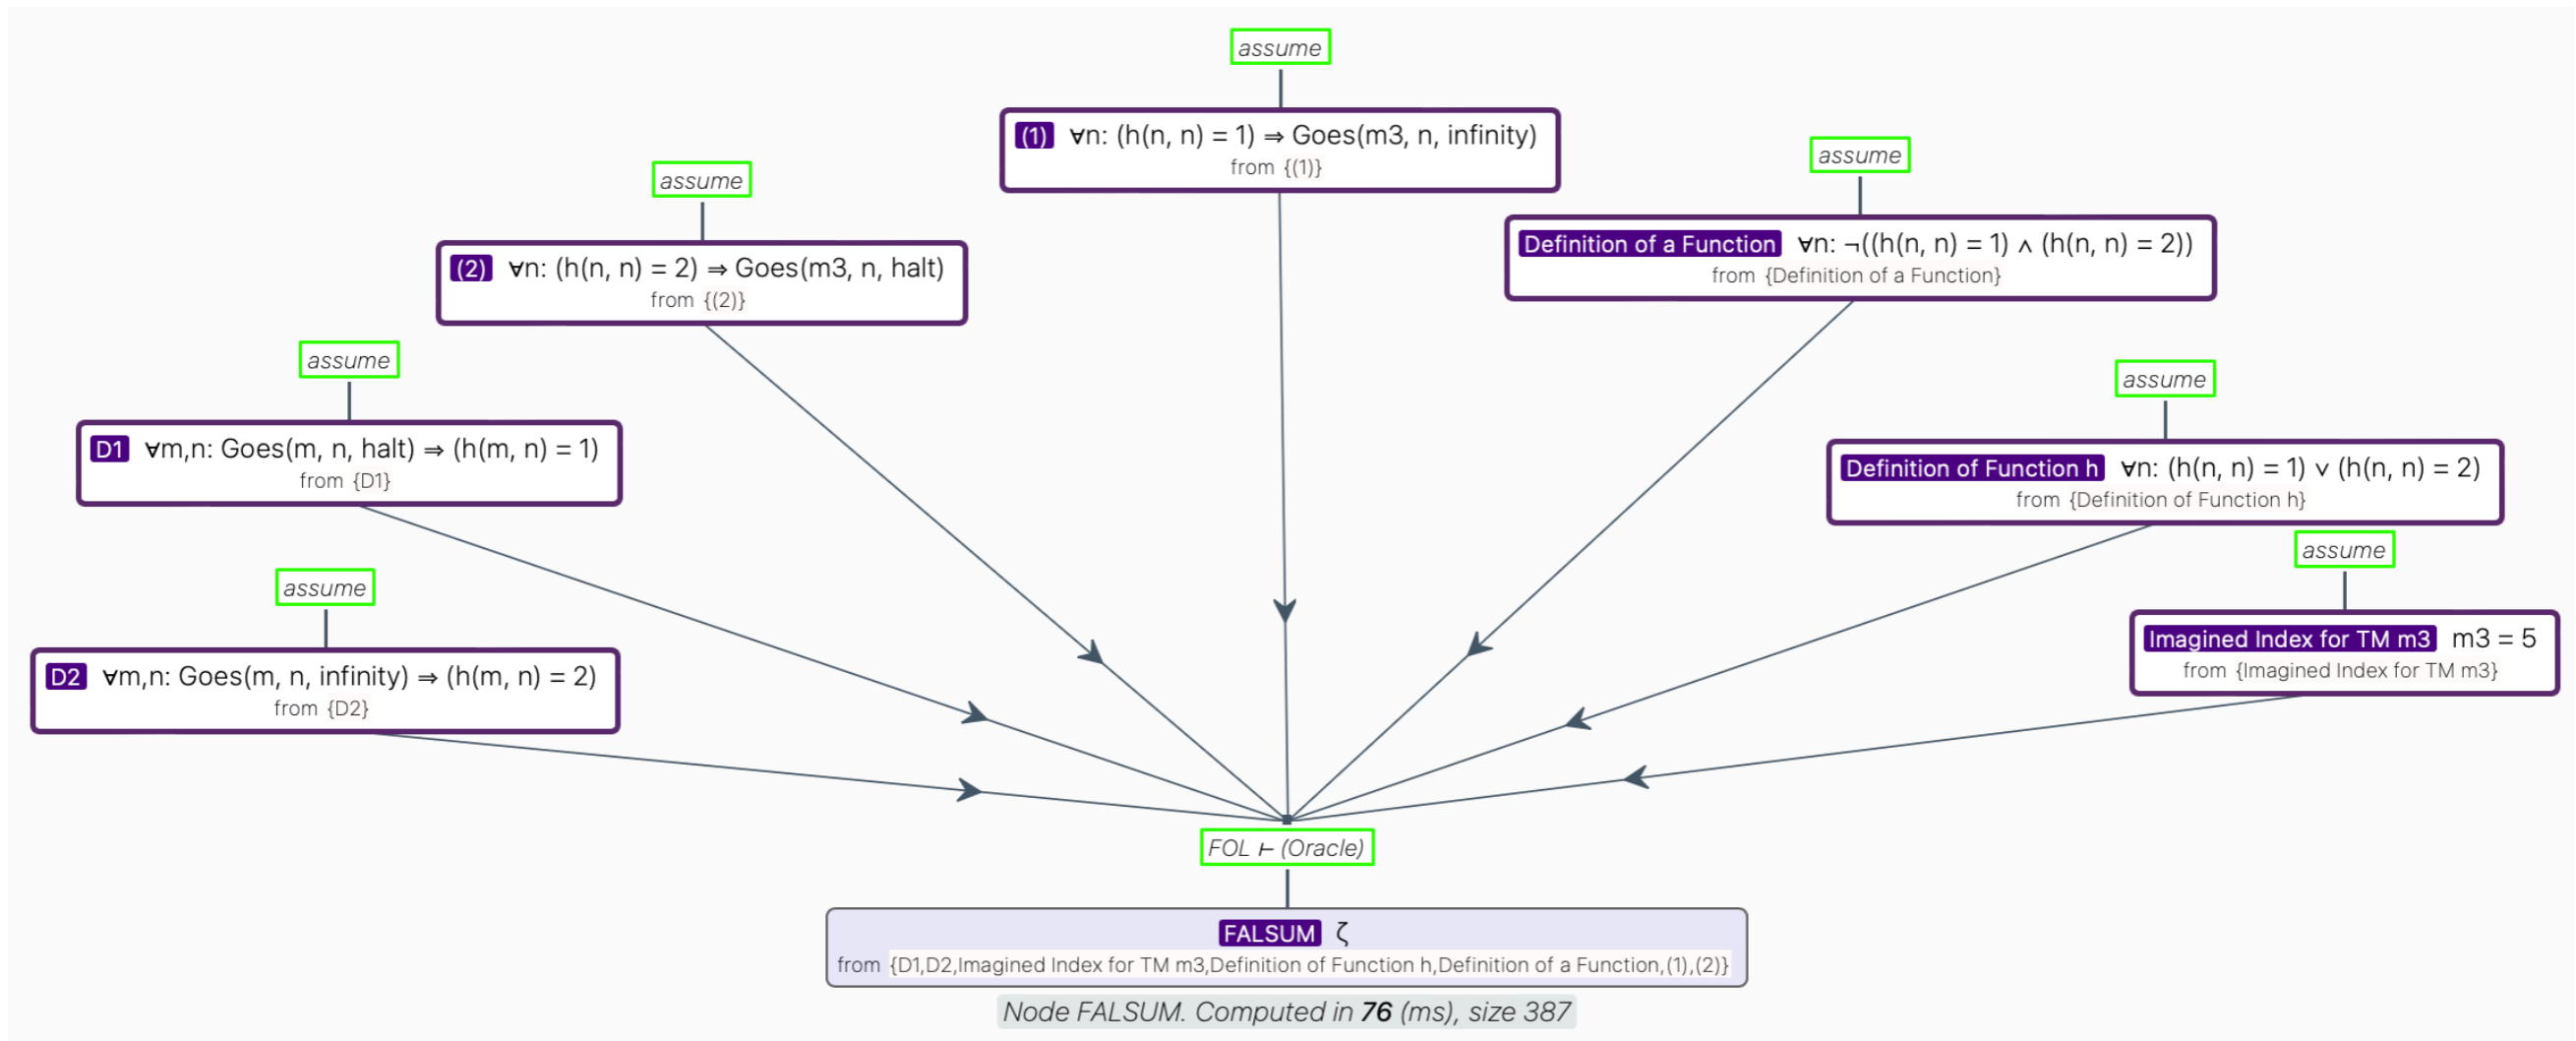 assume
(1) ∀n: (h(n, n) = 1) ⇒ Goes(m3, n, infinity)
from {(1)}
assume
Definition of a Function ∀n: ¬((h(n, n) = 1) ∧ (h(n, n) = 2))
from {Definition of a Function}
assume
(2) ∀n: (h(n, n) = 2) ⇒ Goes(m3, n, halt)
from {(2)}
assume
D1 ∀m,n: Goes(m, n, halt) ⇒ (h(m, n) = 1)
from {D1}
assume
Definition of Function h ∀n: (h(n, n) = 1) ∨ (h(n, n) = 2)
from {Definition of Function h}
assume
Imagined Index for TM m3 m3 = 5
from {Imagined Index for TM m3}
assume
D2 ∀m,n: Goes(m, n, infinity) ⇒ (h(m, n) = 2)
from {D2}
FOL ⊢ (Oracle)
FALSUM ζ
from {D1,D2,Imagined Index for TM m3,Definition of Function h,Definition of a Function,(1),(2)}
Node FALSUM. Computed in 76 (ms), size 387